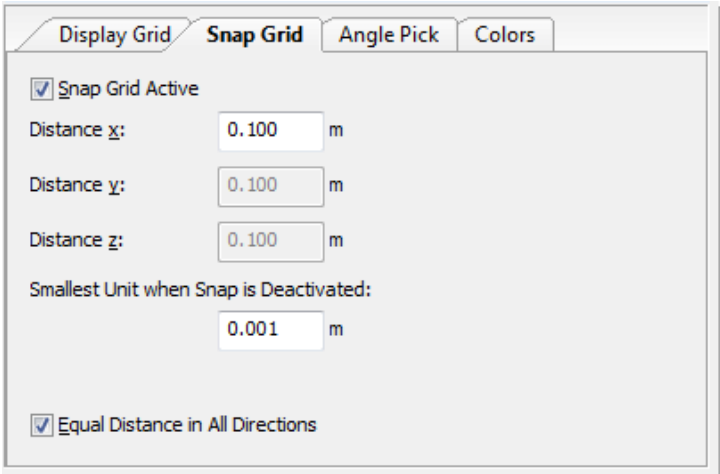 Display Grid Snap Grid Angle Pick Colors
Snap Grid Active
Distance x: 0.100 m
Distance y: 0.100 m
Distance z: 0.100 m
Smallest Unit when Snap is Deactivated:
0.001 m
Equal Distance in All Directions